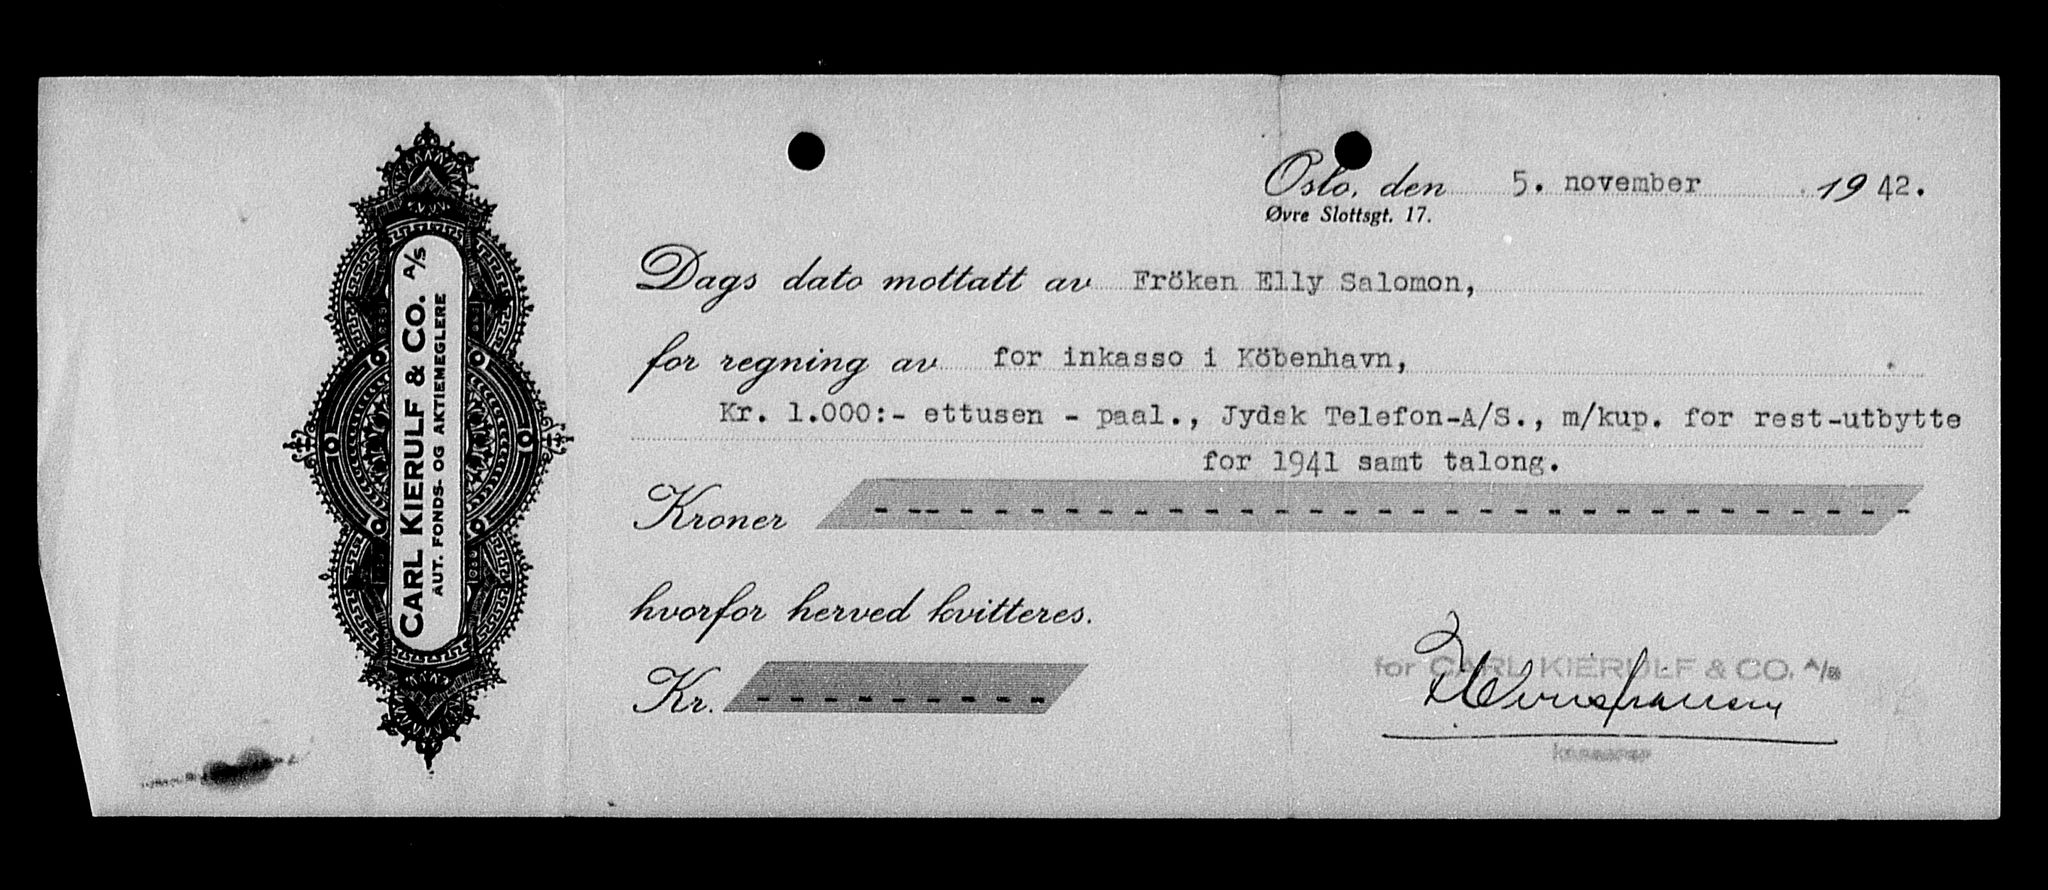 CARL KIERULF & CO. A/S
AUT. FONDS- OG AKTIEMEGLERE
Oslo, den 5. november 1942.
Øvre Slottsgt. 17.
Dags dato mottatt av Fröken Elly Salomon,
for regning av for inkasso i Köbenhavn,
Kr. 1.000:- ettusen - paal., Jydsk Telefon-A/S., m/kup. for rest-utbytte
for 1941 samt talong.
Kroner - -- - - - - - - - - - - - - - - - - - - - - - - - -
hvorfor herved kvitteres.
Kr. - - - - - - - - -
for CARL KIERULF & CO. A/S
kasserer